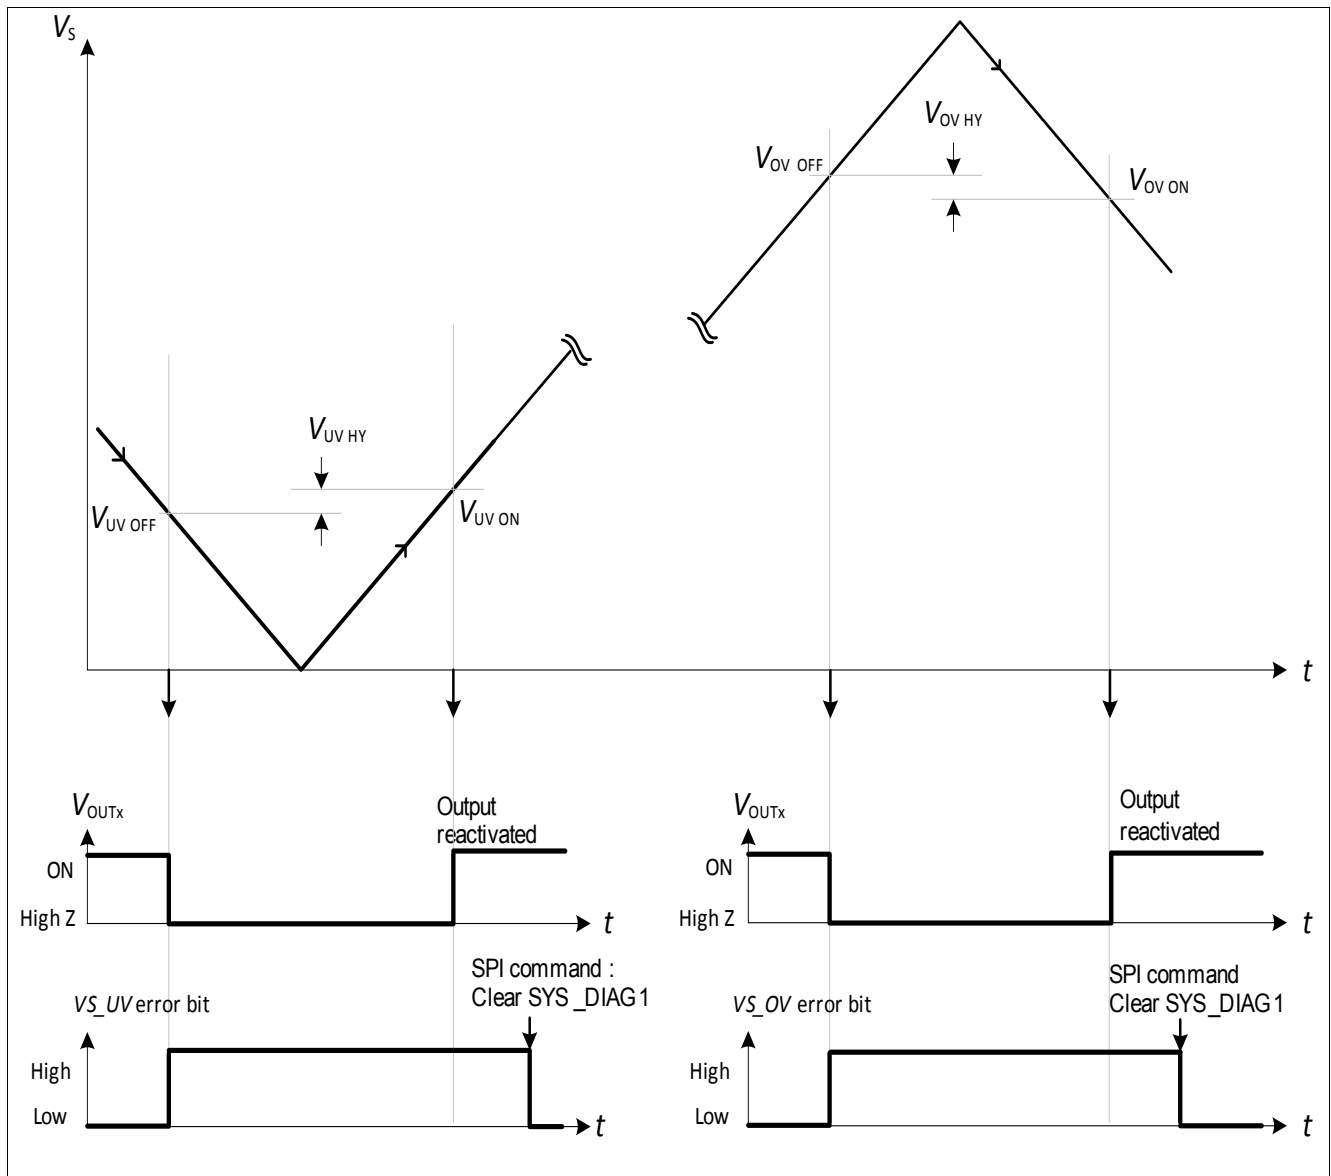 VS
VOV HY
VOV OFF
VOV ON
VUV HY
VUV OFF
VUV ON
t
VOUTx
Output
reactivated
ON
High Z
t
SPI command :
Clear SYS_DIAG1
VS_UV error bit
High
Low
t
VOUTx
Output
reactivated
ON
High Z
t
SPI command
Clear SYS_DIAG1
VS_OV error bit
High
Low
t